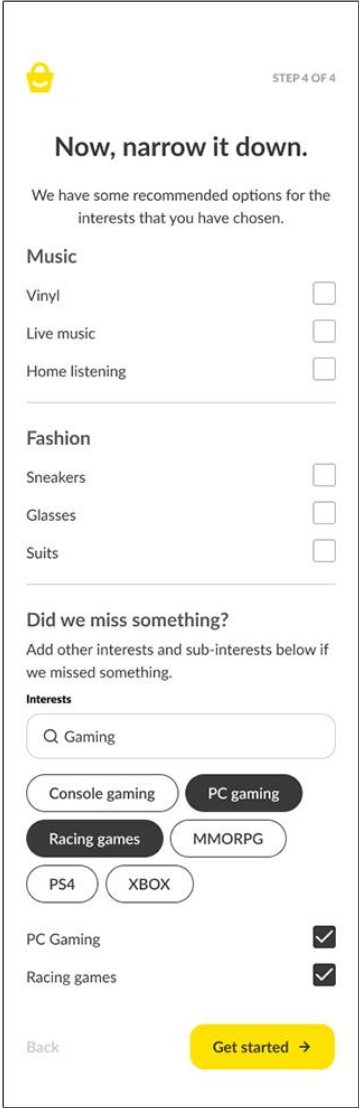 STEP 4 OF 4
Now, narrow it down.
We have some recommended options for the
interests that you have chosen.
Music
Vinyl
Live music
Home listening
Fashion
Sneakers
Glasses
Suits
Did we miss something?
Add other interests and sub-interests below if
we missed something.
Interests
Gaming
Console gaming PC gaming
Racing games MMORPG
PS4 XBOX
PC Gaming
Racing games
Back Get started →